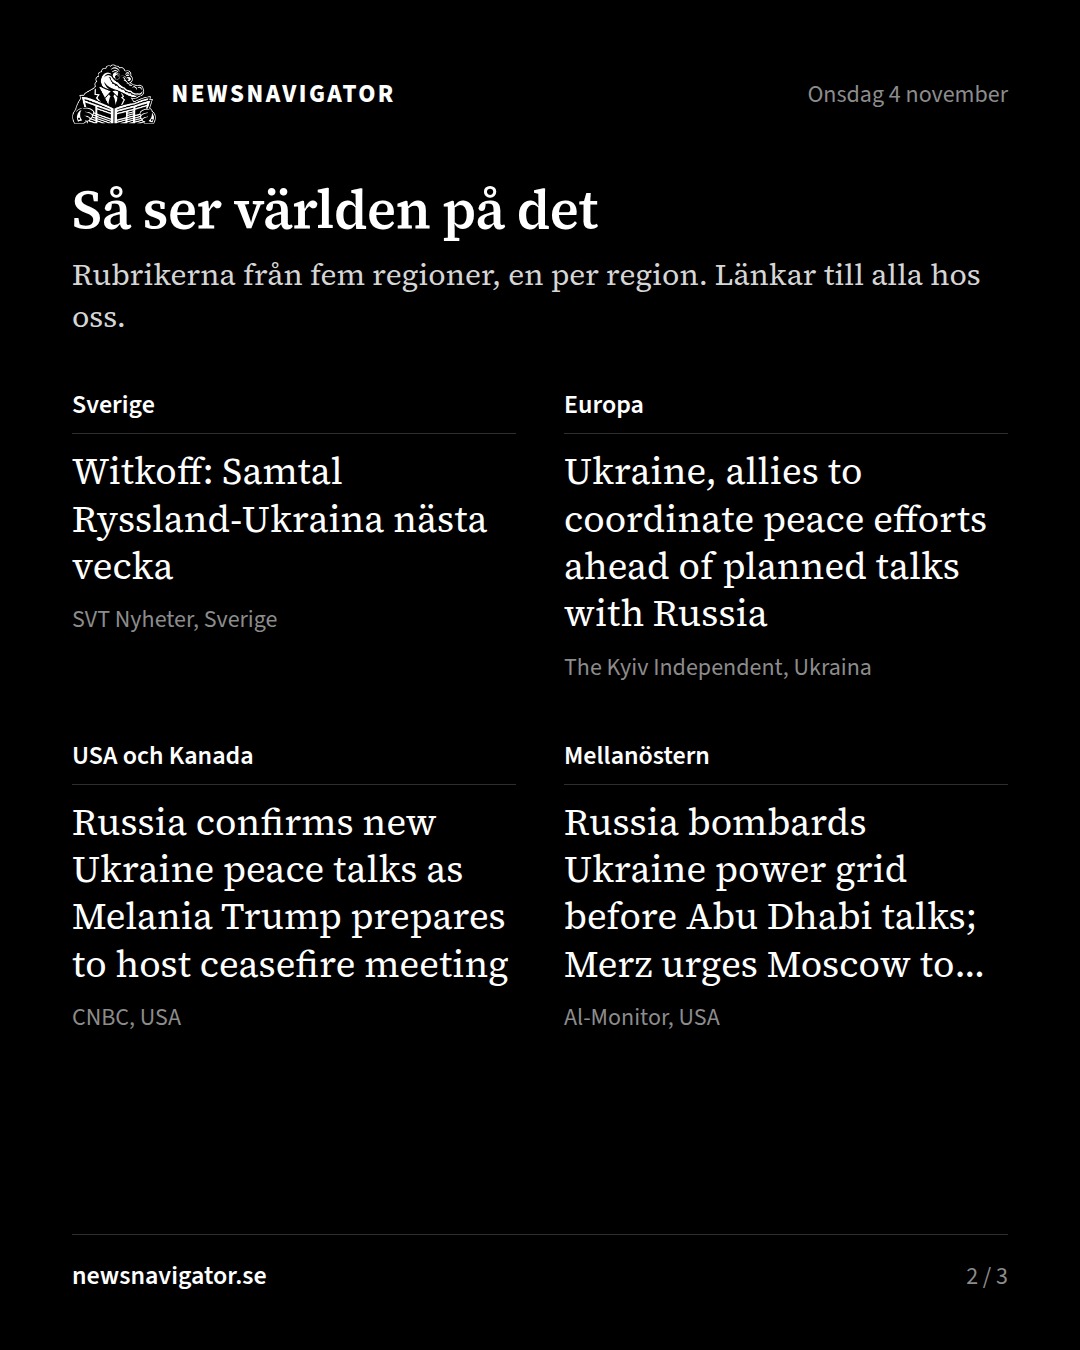 NEWSNAVIGATOR
Onsdag 4 november
Så ser världen på det
Rubrikerna från fem regioner, en per region. Länkar till alla hos
oss.
Sverige
Witkoff: Samtal
Ryssland-Ukraina nästa
vecka
SVT Nyheter, Sverige
Europa
Ukraine, allies to
coordinate peace efforts
ahead of planned talks
with Russia
The Kyiv Independent, Ukraina
USA och Kanada
Russia confirms new
Ukraine peace talks as
Melania Trump prepares
to host ceasefire meeting
CNBC, USA
Mellanöstern
Russia bombards
Ukraine power grid
before Abu Dhabi talks;
Merz urges Moscow to...
Al-Monitor, USA
newsnavigator.se
2 / 3